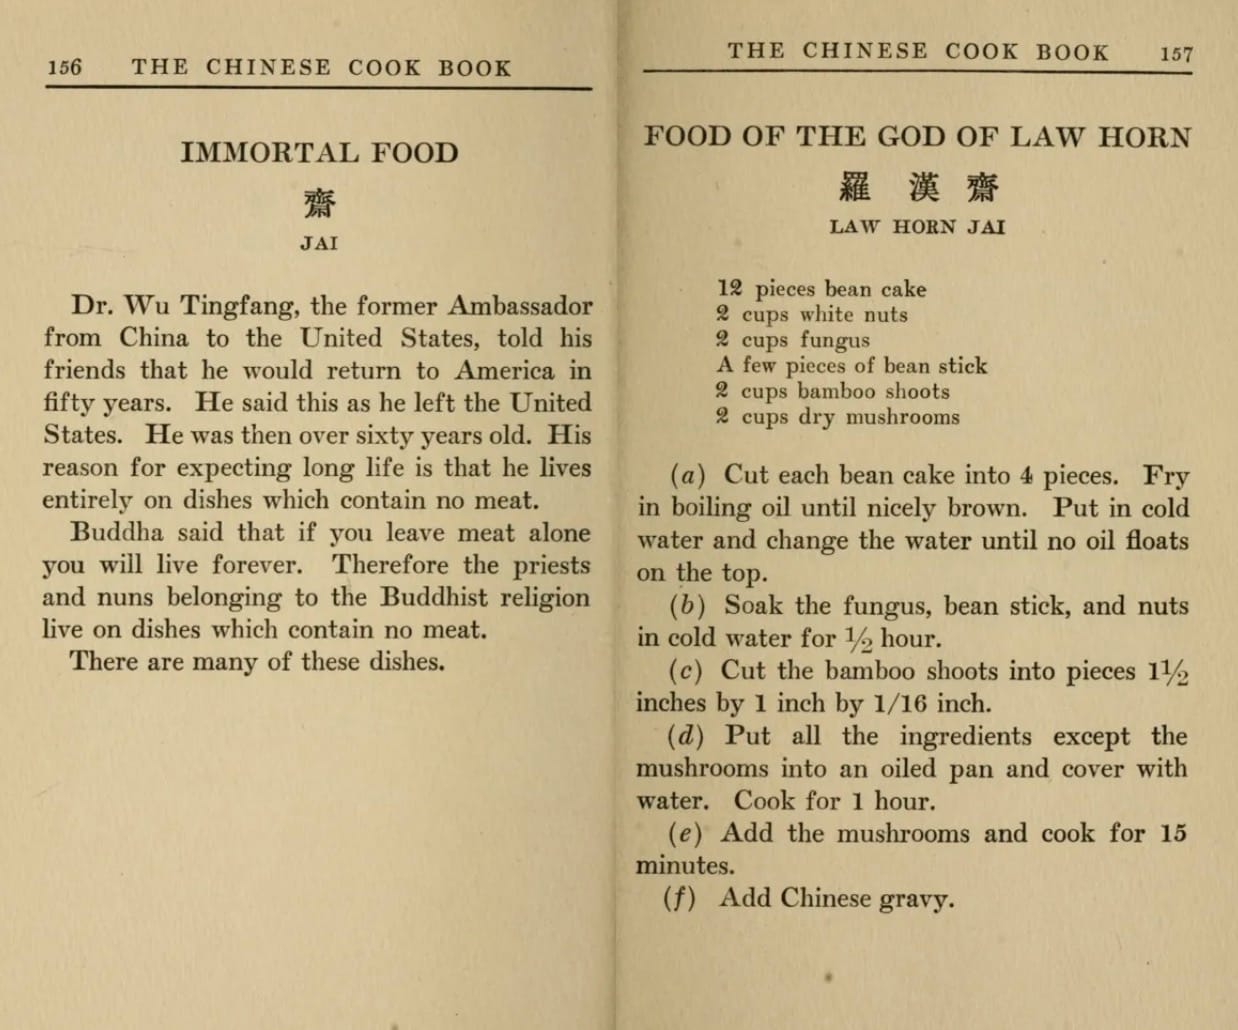 156 THE CHINESE COOK BOOK
IMMORTAL FOOD
齋
JAI
Dr. Wu Tingfang, the former Ambassador
from China to the United States, told his
friends that he would return to America in
fifty years. He said this as he left the United
States. He was then over sixty years old. His
reason for expecting long life is that he lives
entirely on dishes which contain no meat.
Buddha said that if you leave meat alone
you will live forever. Therefore the priests
and nuns belonging to the Buddhist religion
live on dishes which contain no meat.
There are many of these dishes.
THE CHINESE COOK BOOK 157
FOOD OF THE GOD OF LAW HORN
羅 漢 齋
LAW HORN JAI
12 pieces bean cake
2 cups white nuts
2 cups fungus
A few pieces of bean stick
2 cups bamboo shoots
2 cups dry mushrooms
(a) Cut each bean cake into 4 pieces. Fry
in boiling oil until nicely brown. Put in cold
water and change the water until no oil floats
on the top.
(b) Soak the fungus, bean stick, and nuts
in cold water for ½ hour.
(c) Cut the bamboo shoots into pieces 1½
inches by 1 inch by 1/16 inch.
(d) Put all the ingredients except the
mushrooms into an oiled pan and cover with
water. Cook for 1 hour.
(e) Add the mushrooms and cook for 15
minutes.
(f) Add Chinese gravy.